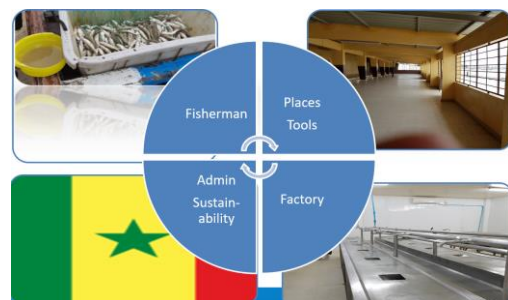 Fisherman
Places
Tools
Admin
Sustain-
ability
Factory